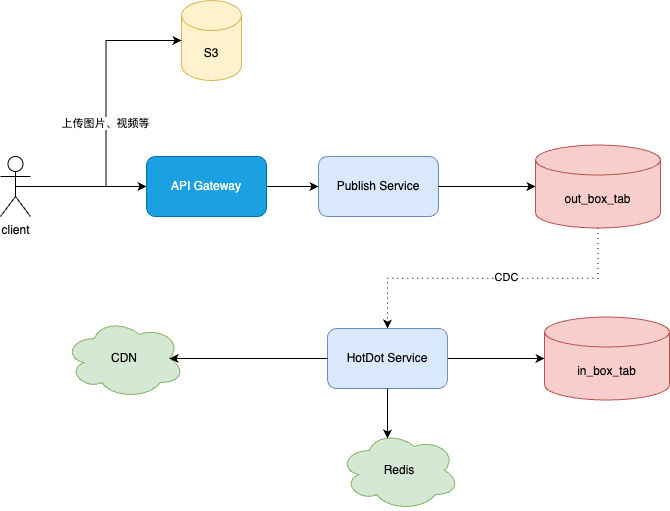 S3
上传图片、视频等
API Gateway
Publish Service
out_box_tab
client
CDC
CDN
HotDot Service
in_box_tab
Redis